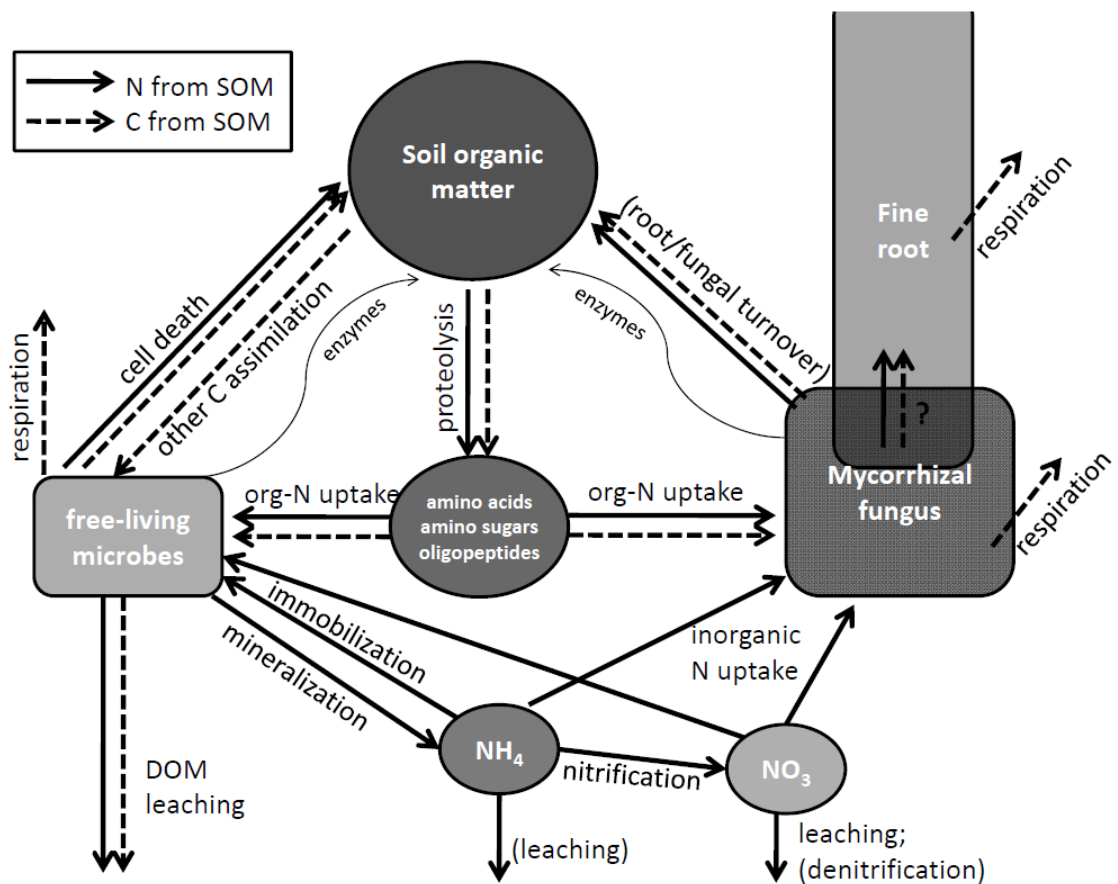 N from SOM
C from SOM
Soil organic
matter
Fine
root
respiration
(root/fungal turnover)
enzymes
enzymes
cell death
other C assimilation
proteolysis
respiration
?
Mycorrhizal
fungus
respiration
free-living
microbes
org-N uptake
amino acids
amino sugars
oligopeptides
org-N uptake
immobilization
mineralization
inorganic
N uptake
NH₄
nitrification
NO₃
DOM
leaching
(leaching)
leaching;
(denitrification)